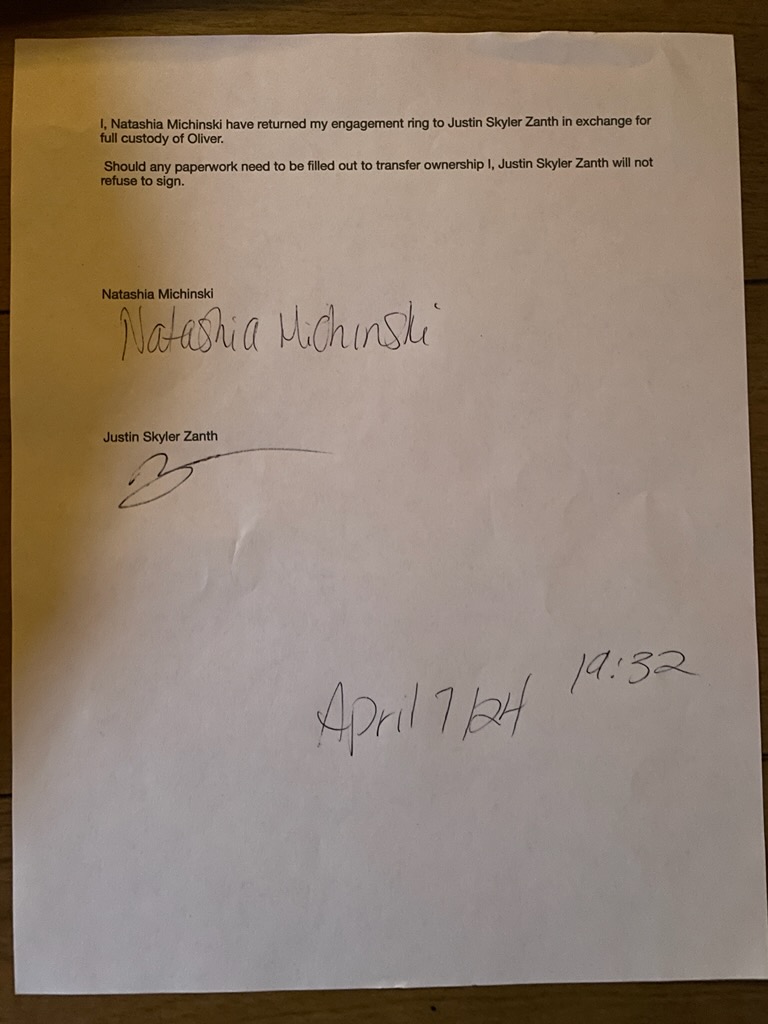 I, Natashia Michinski have returned my engagement ring to Justin Skyler Zanth in exchange for
full custody of Oliver.
Should any paperwork need to be filled out to transfer ownership I, Justin Skyler Zanth will not
refuse to sign.
Natashia Michinski
Natashia Michinski
Justin Skyler Zanth
19:32
April 7/24